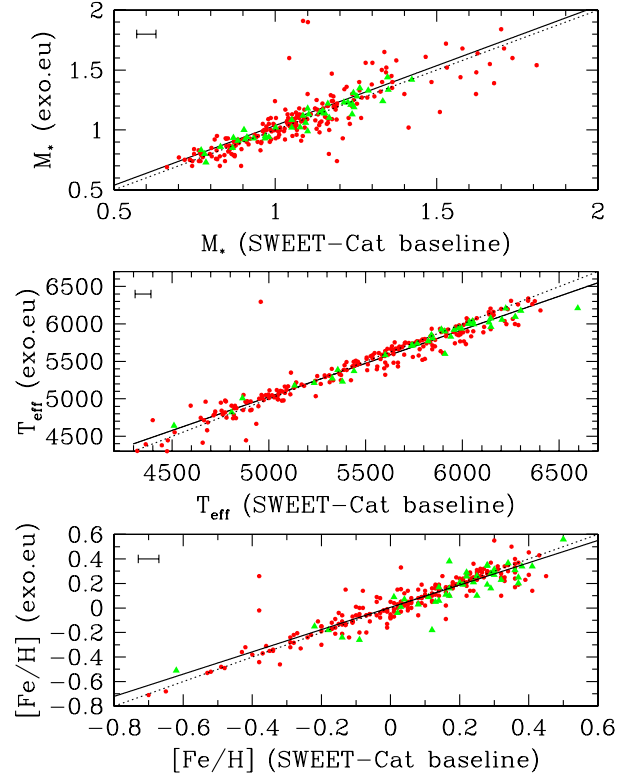 2
1.5
1
0.5
M* (exo.eu)
0.5 1 1.5 2
M* (SWEET−Cat baseline)
6500
6000
5500
5000
4500
Teff (exo.eu)
4500 5000 5500 6000 6500
Teff (SWEET−Cat baseline)
0.6
0.4
0.2
0
−0.2
−0.4
−0.6
−0.8
[Fe/H] (exo.eu)
−0.8 −0.6 −0.4 −0.2 0 0.2 0.4 0.6
[Fe/H] (SWEET−Cat baseline)